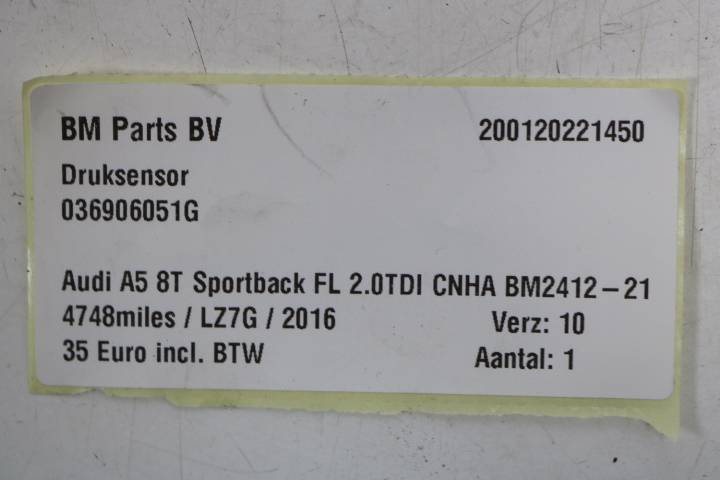 BM Parts BV 200120221450
Druksensor
036906051G
Audi A5 8T Sportback FL 2.0TDI CNHA BM2412-21
4748miles / LZ7G / 2016 Verz: 10
35 Euro incl. BTW Aantal: 1